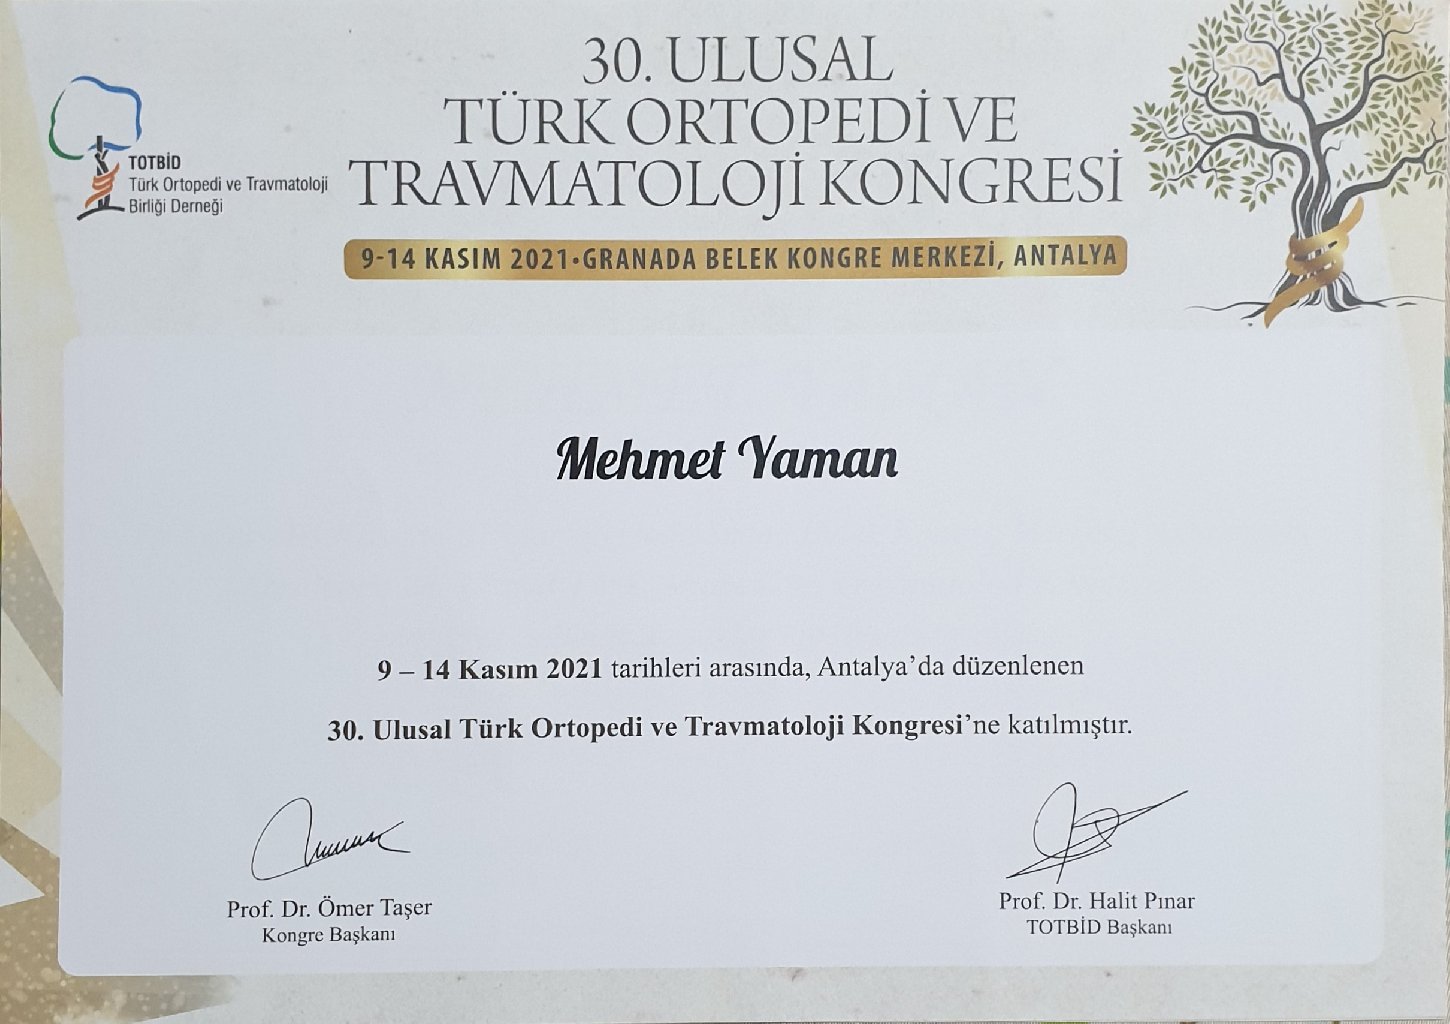 30. ULUSAL
TÜRK ORTOPEDİ VE
TRAVMATOLOJİ KONGRESİ
TOTBİD
Türk Ortopedi ve Travmatoloji
Birliği Derneği
9-14 KASIM 2021•GRANADA BELEK KONGRE MERKEZİ, ANTALYA
Mehmet Yaman
9 – 14 Kasım 2021 tarihleri arasında, Antalya’da düzenlenen
30. Ulusal Türk Ortopedi ve Travmatoloji Kongresi’ne katılmıştır.
Prof. Dr. Ömer Taşer
Kongre Başkanı
Prof. Dr. Halit Pınar
TOTBİD Başkanı